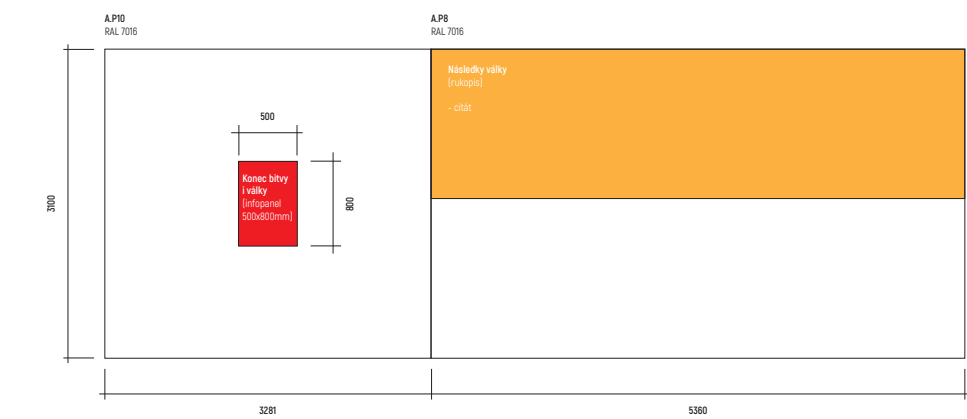 A.P10
RAL 7016
A.P8
RAL 7016
Následky války
(rukopis)
- citát
500
Konec bitvy
i války
(infopanel
500x800mm)
800
3100
3281
5360